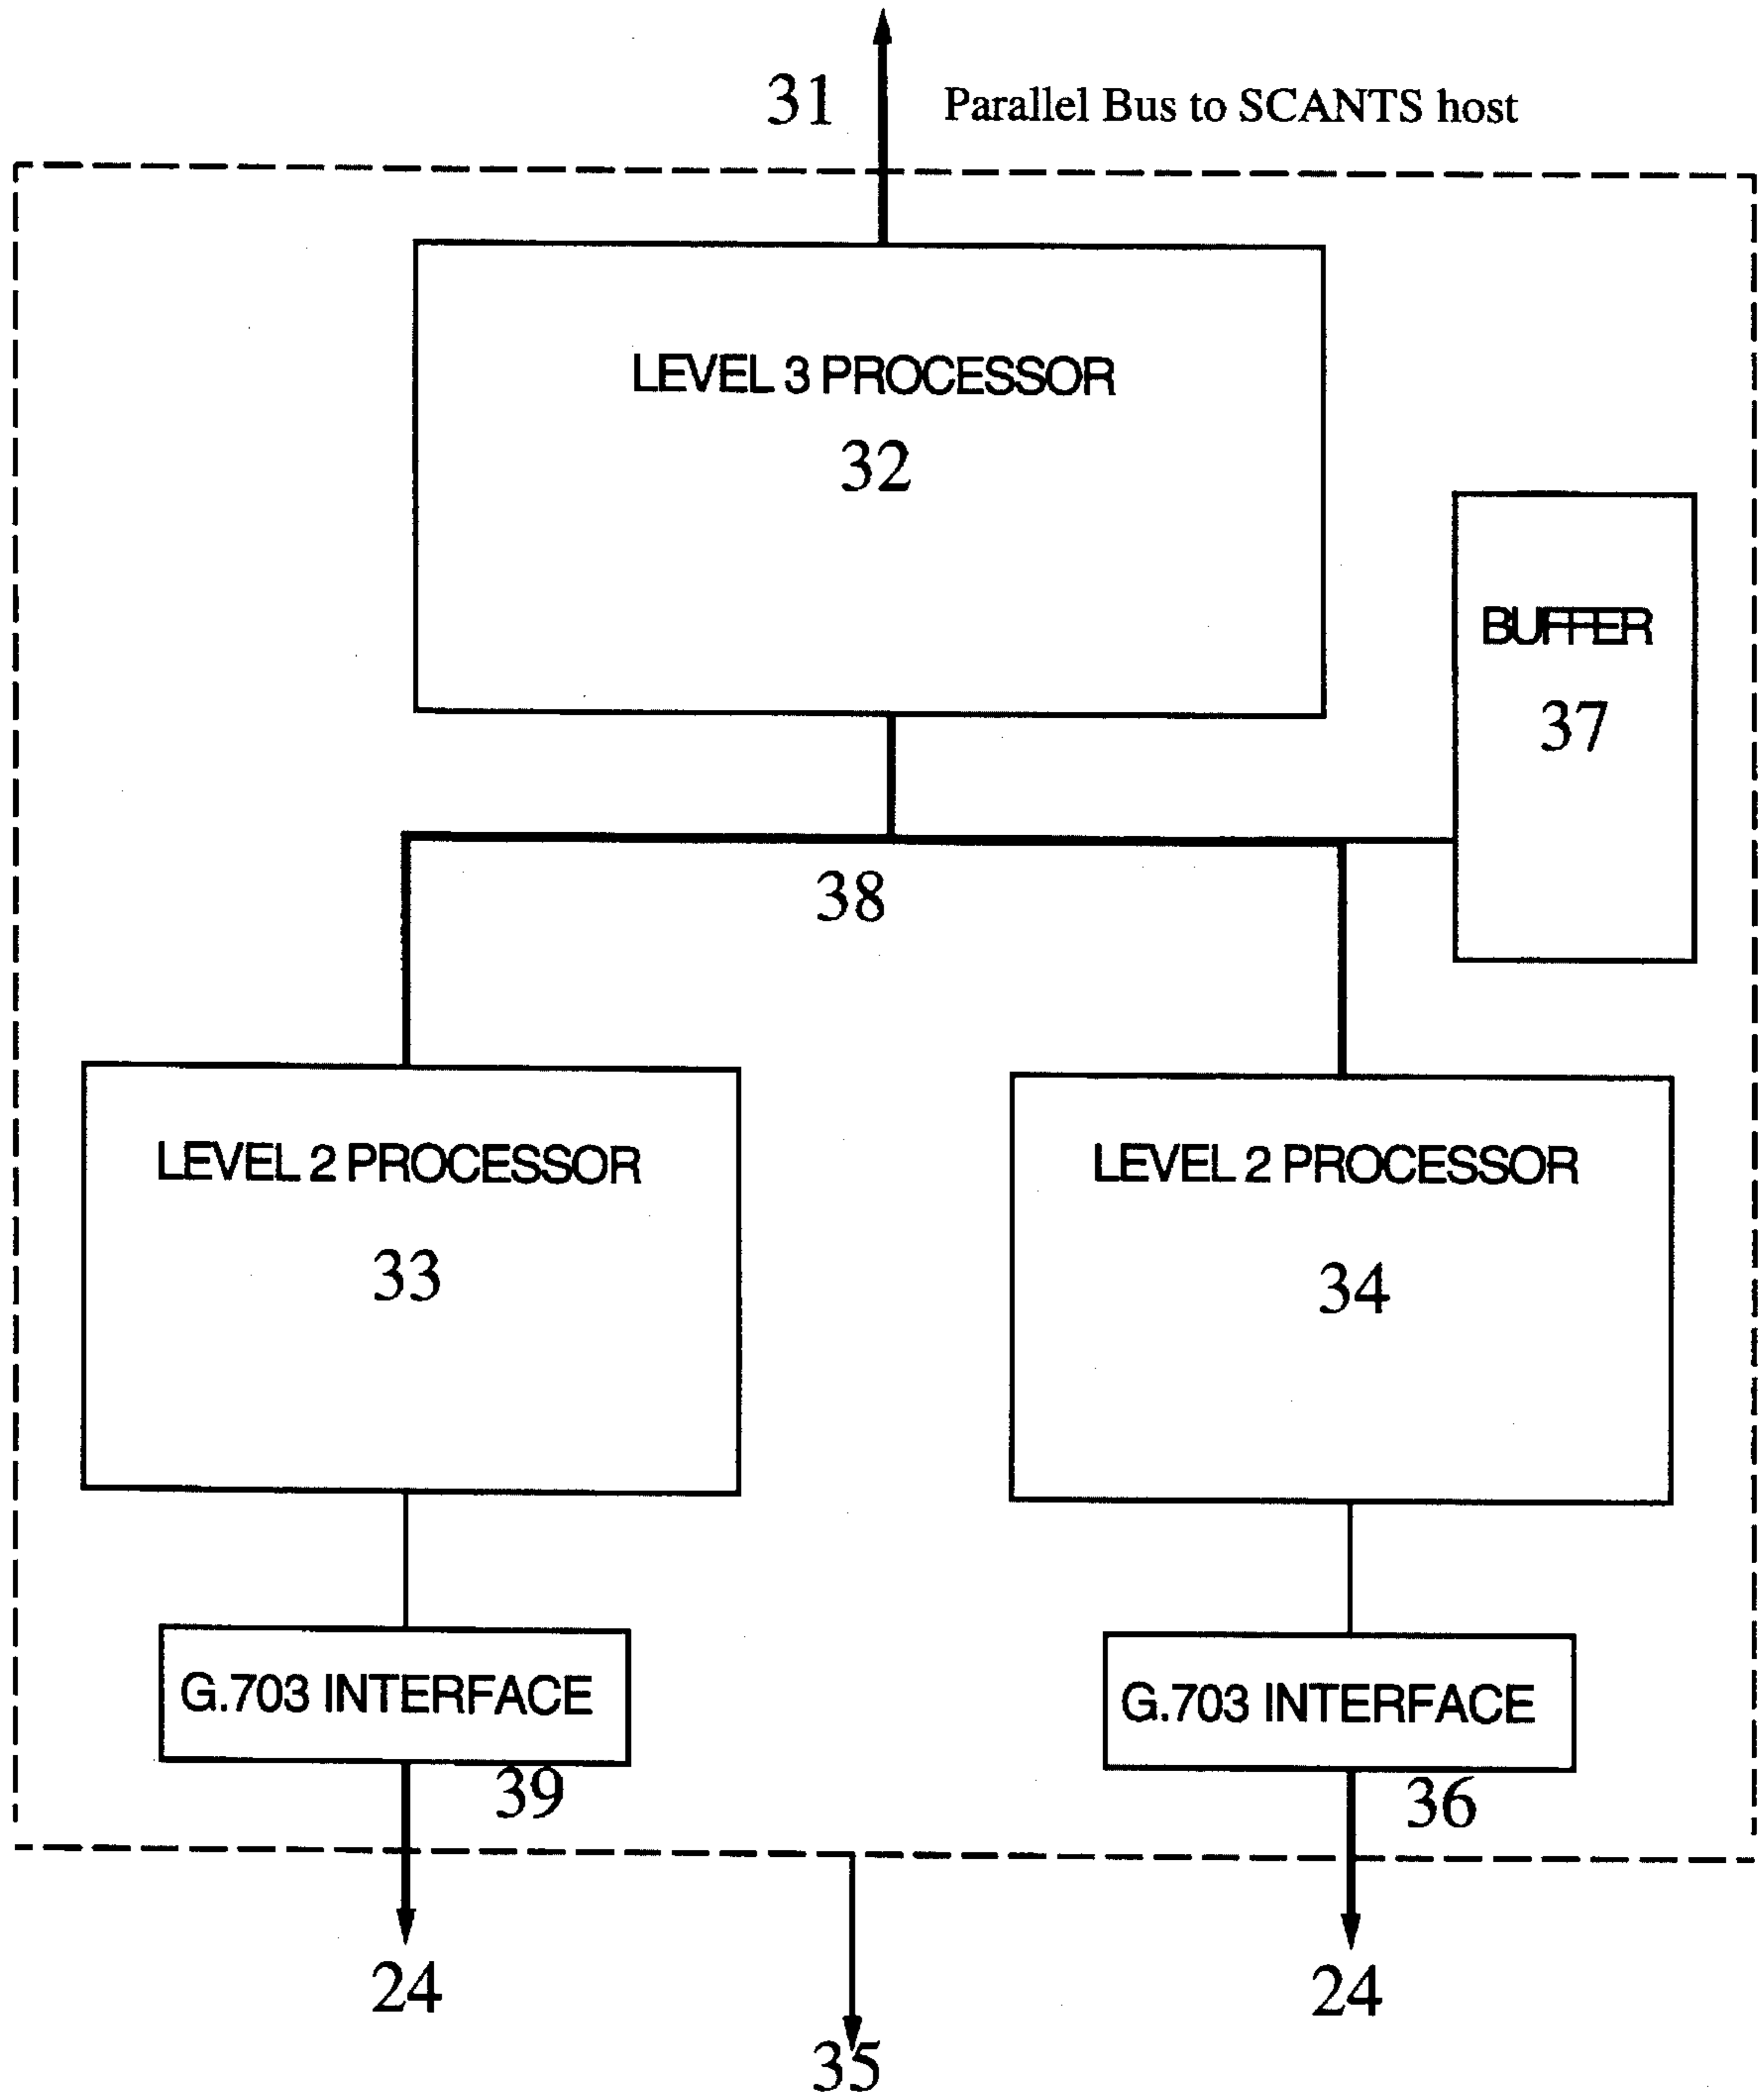 31
Parallel Bus to SCANTS host
LEVEL 3 PROCESSOR
32
BUFFER
37
38
LEVEL 2 PROCESSOR
33
LEVEL 2 PROCESSOR
34
G.703 INTERFACE
39
G.703 INTERFACE
36
24
24
35